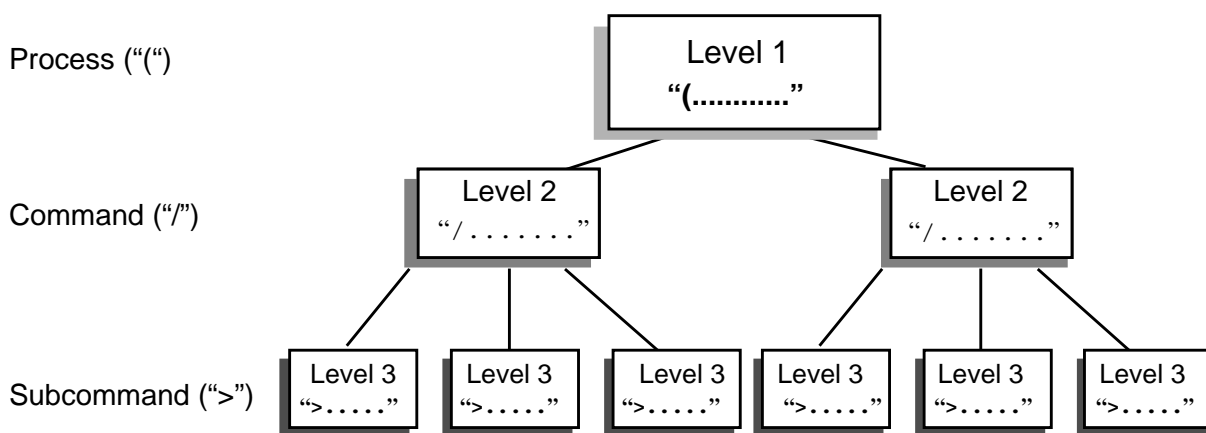 Process (“(“)
Level 1
“(............”
Command (“/”)
Level 2
“/.......”
Level 2
“/.......”
Subcommand (“>”)
Level 3
“>.....”
Level 3
“>.....”
Level 3
“>.....”
Level 3
“>.....”
Level 3
“>.....”
Level 3
“>.....”